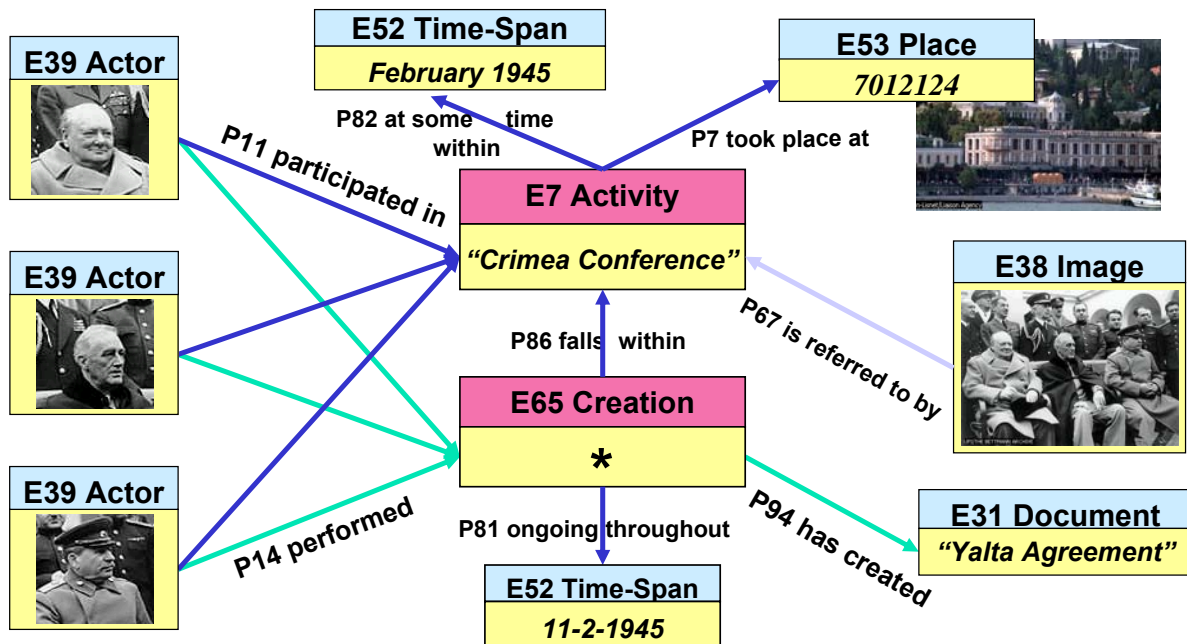 E52 Time-Span
February 1945
E53 Place
7012124
E39 Actor
P82 at some time
within
P7 took place at
P11 participated in
E7 Activity
“Crimea Conference”
E39 Actor
E38 Image
P67 is referred to by
P86 falls within
E65 Creation
*
E39 Actor
P14 performed
P81 ongoing throughout
P94 has created
E31 Document
“Yalta Agreement”
E52 Time-Span
11-2-1945